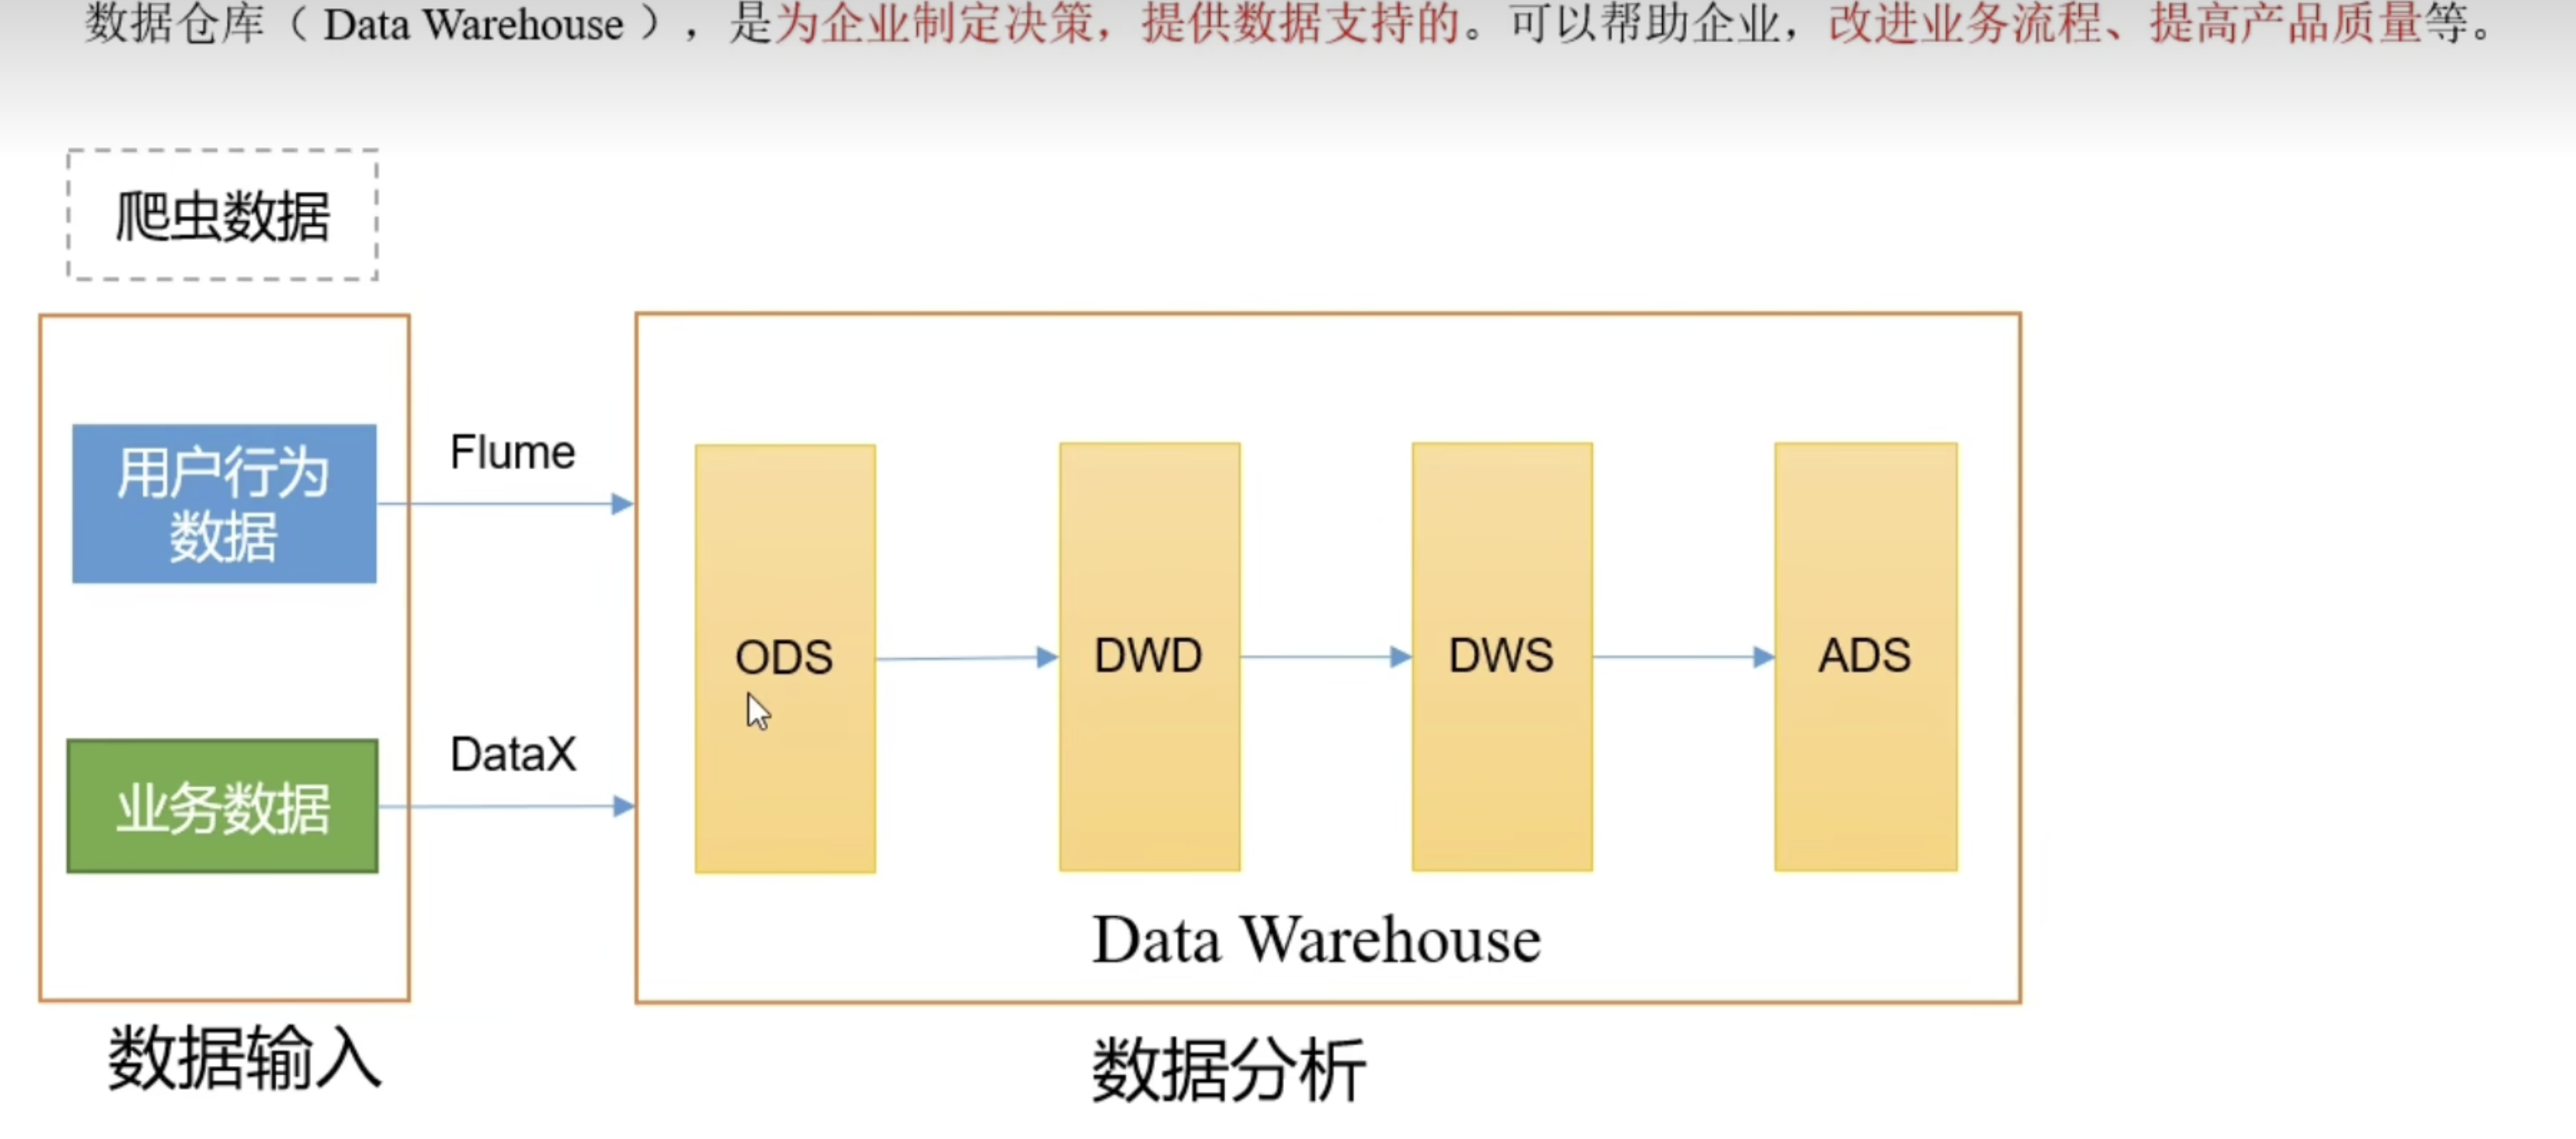 数据仓库（ Data Warehouse ），是为企业制定决策，提供数据支持的。可以帮助企业，改进业务流程、提高产品质量等。
爬虫数据
用户行为
数据
Flume
业务数据
DataX
ODS
DWD
DWS
ADS
Data Warehouse
数据输入
数据分析